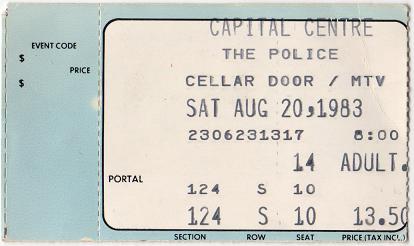 EVENT CODE
$
PRICE
$
CAPITAL CENTRE
THE POLICE
CELLAR DOOR / MTV
SAT AUG 20,1983
2306231317 8:00
14 ADULT.
PORTAL
124 S 10
124 S 10 13.50
SECTION ROW SEAT PRICE (TAX INCL)